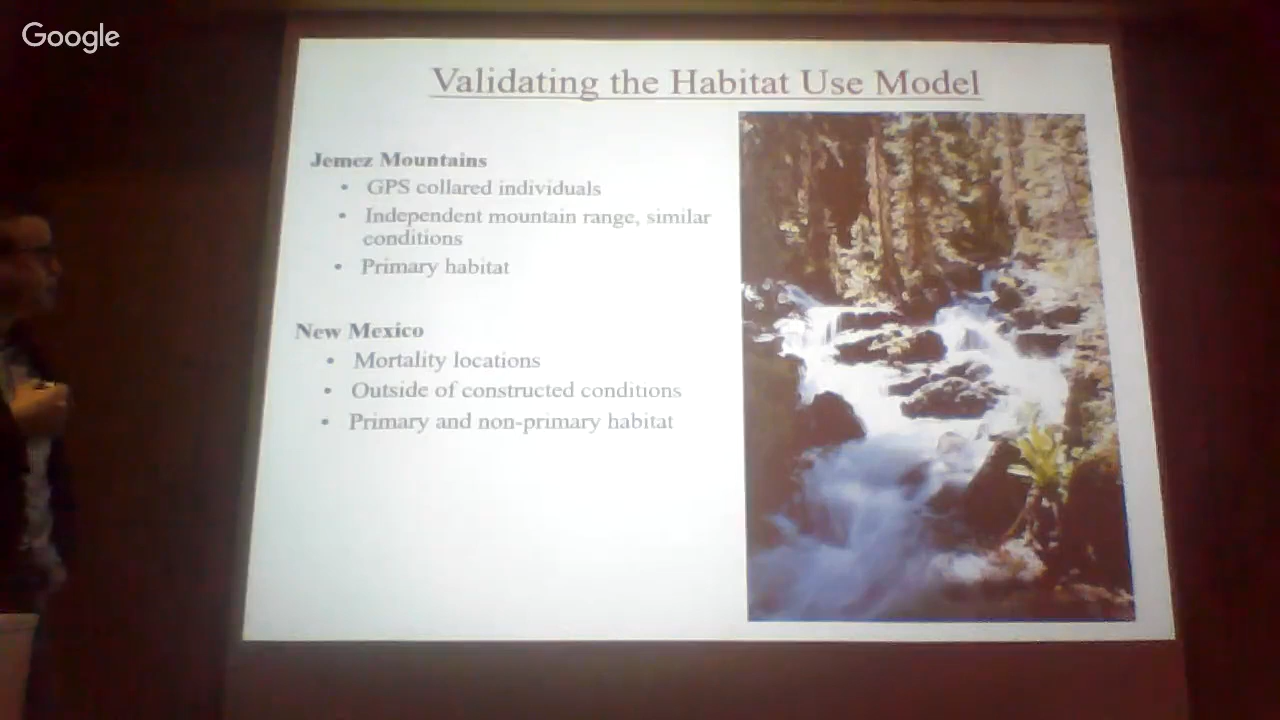 Google
Validating the Habitat Use Model
Jemez Mountains
• GPS collared individuals
• Independent mountain range, similar
conditions
• Primary habitat
New Mexico
• Mortality locations
• Outside of constructed conditions
• Primary and non-primary habitat